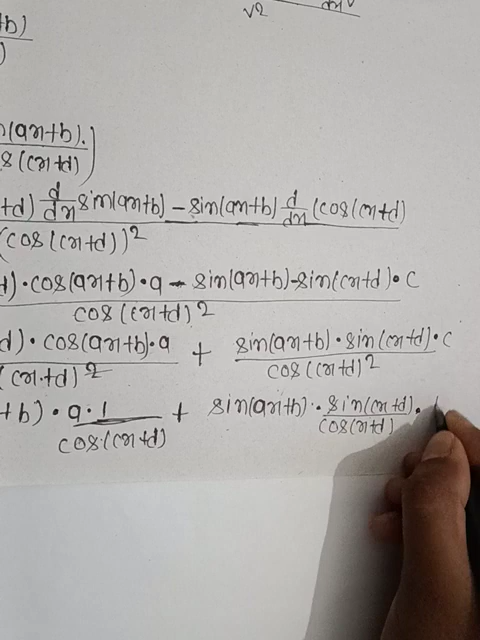 √2 dx
+b)
)
n(ax+b).
s(cx+d)
+d) d/dx sin(ax+b) - sin(ax+b) d/dx (cos(cx+d)
(cos(cx+d))²
d)·cos(ax+b)·a - sin(ax+b)-sin(cx+d)·c
cos(cx+d)²
d)·cos(ax+b)·a + sin(ax+b)·sin(cx+d)·c
(cx+d)² cos(cx+d)²
+b)·a·1 + sin(ax+b)·sin(cx+d)·
cos(cx+d) cos(cx+d)